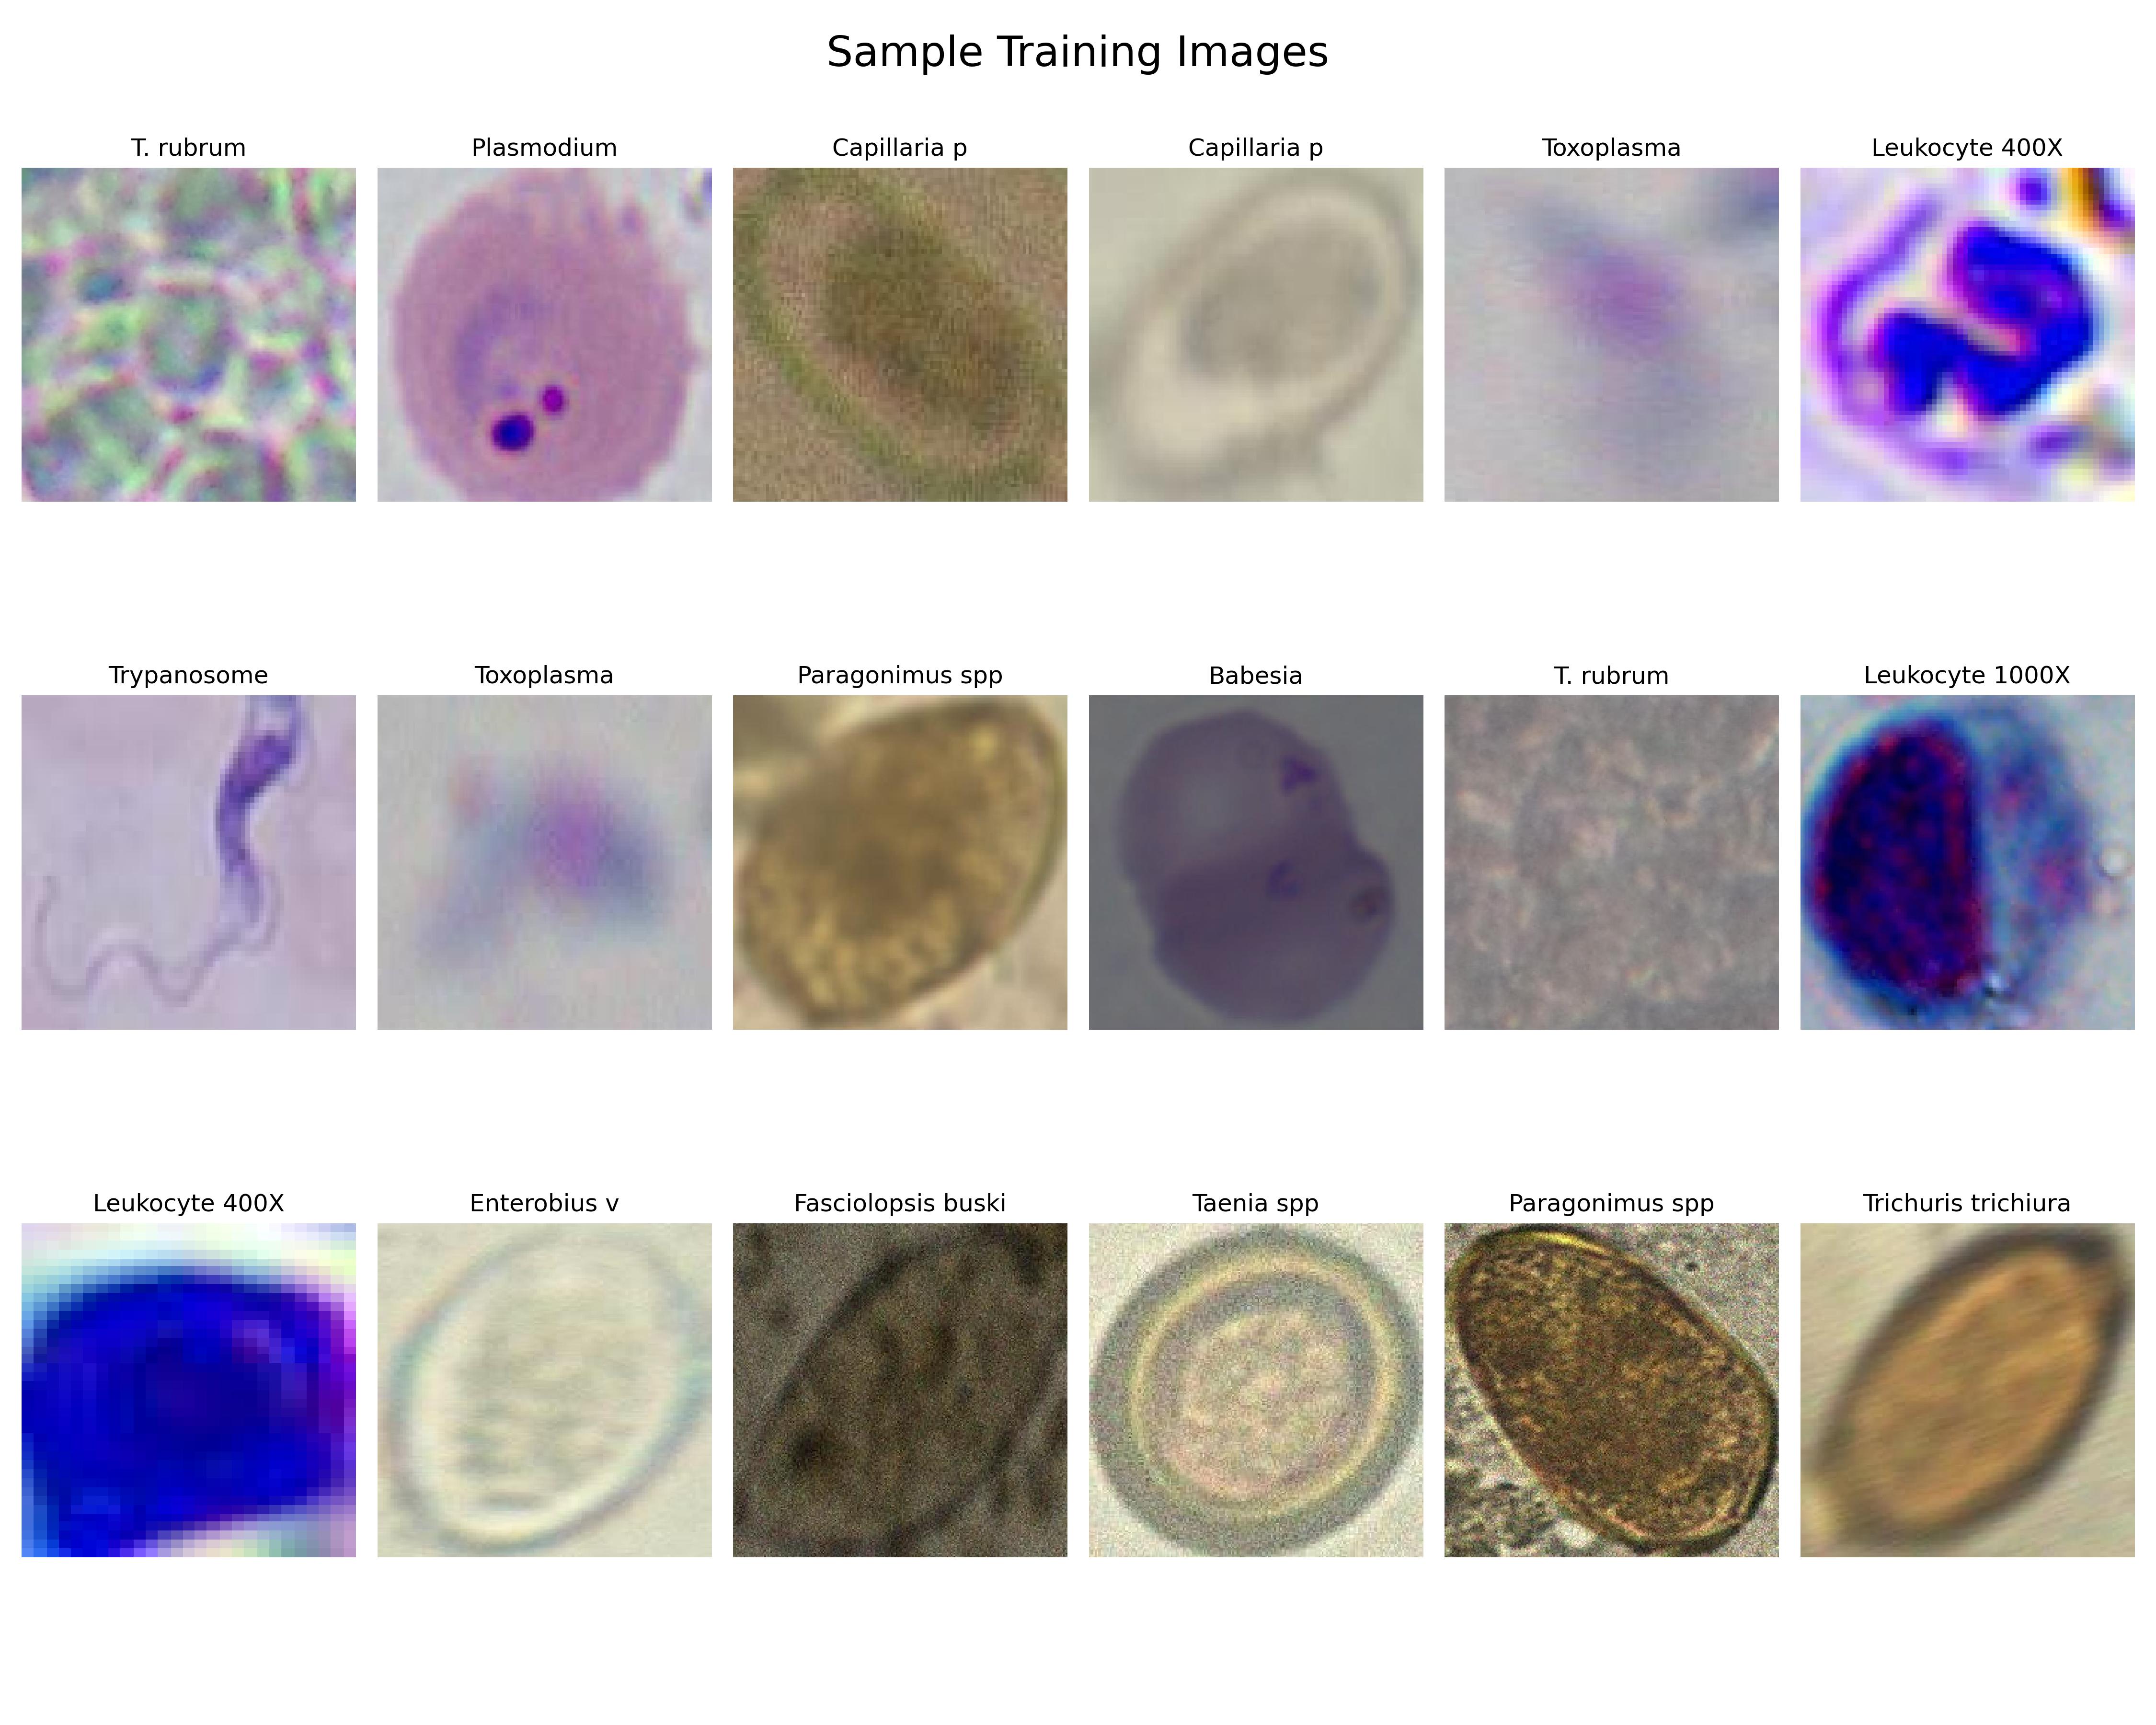 Sample Training Images
T. rubrum
Plasmodium
Capillaria p
Capillaria p
Toxoplasma
Leukocyte 400X
Trypanosome
Toxoplasma
Paragonimus spp
Babesia
T. rubrum
Leukocyte 1000X
Leukocyte 400X
Enterobius v
Fasciolopsis buski
Taenia spp
Paragonimus spp
Trichuris trichiura